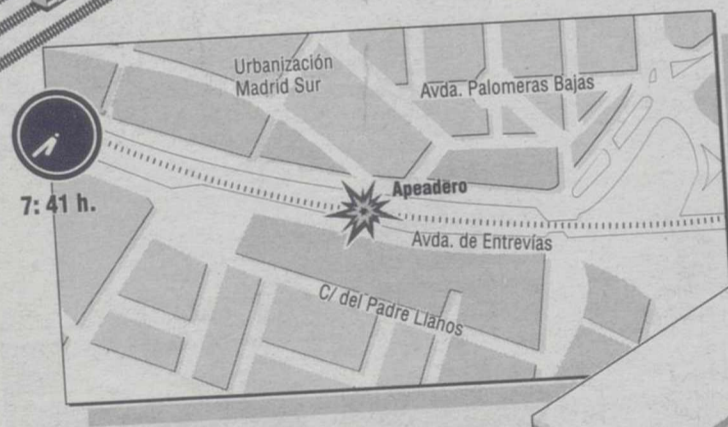 Urbanización
Madrid Sur
Avda. Palomeras Bajas
7:41 h.
Apeadero
Avda. de Entrevías
C/ del Padre Llanos